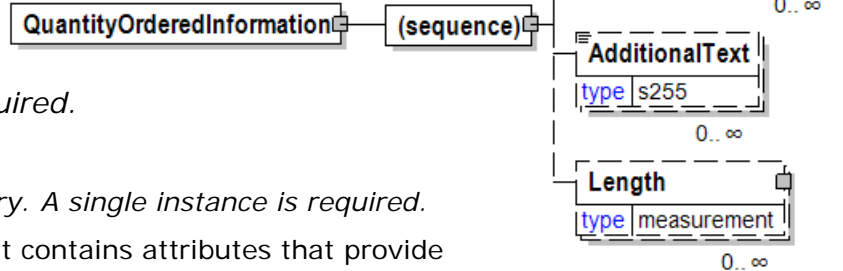 0.. ∞
QuantityOrderedInformation
(sequence)
AdditionalText
type s255
0.. ∞
Length
type measurement
0.. ∞
uired.
ry. A single instance is required.
t contains attributes that provide